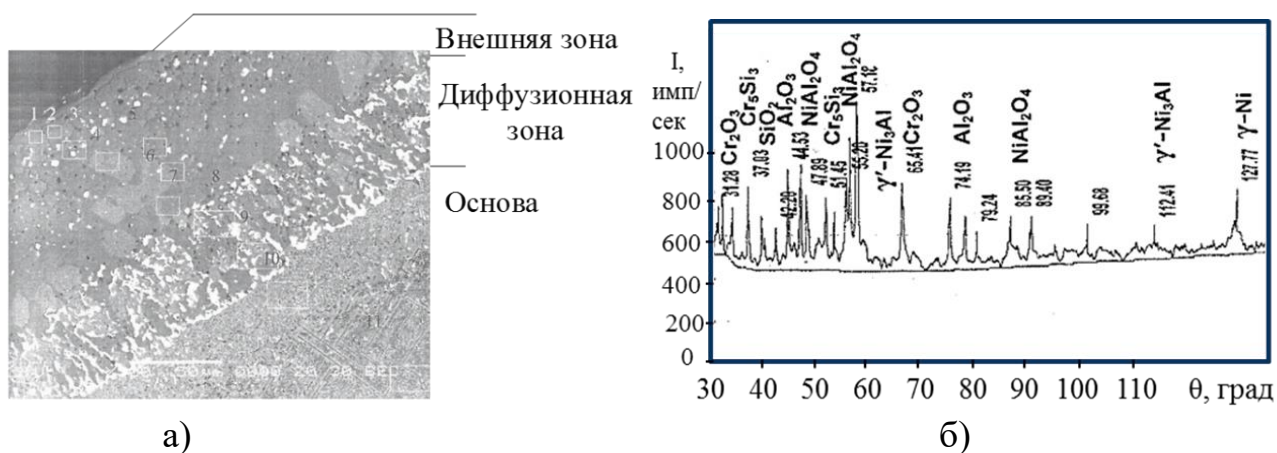 Внешняя зона
Диффузионная
зона
Основа
1 2 3
4
5
6
7
8
9
10
11
20 SEC
а)
I,
имп/
сек
1000
800
600
400
200
0
30 40 50 60 70 80 90 100 110 θ, град
Cr₂O₃
31.28
Cr₅Si₃
37.03
SiO₂
Al₂O₃
42.20
44.53
NiAl₂O₄
47.89
Cr₅Si₃
51.45
NiAl₂O₄
55.20
57.12
γ′-Ni₃Al
65.41
Cr₂O₃
Al₂O₃
74.19
79.24
NiAl₂O₄
85.50
89.40
99.68
γ′-Ni₃Al
112.41
γ-Ni
127.77
б)